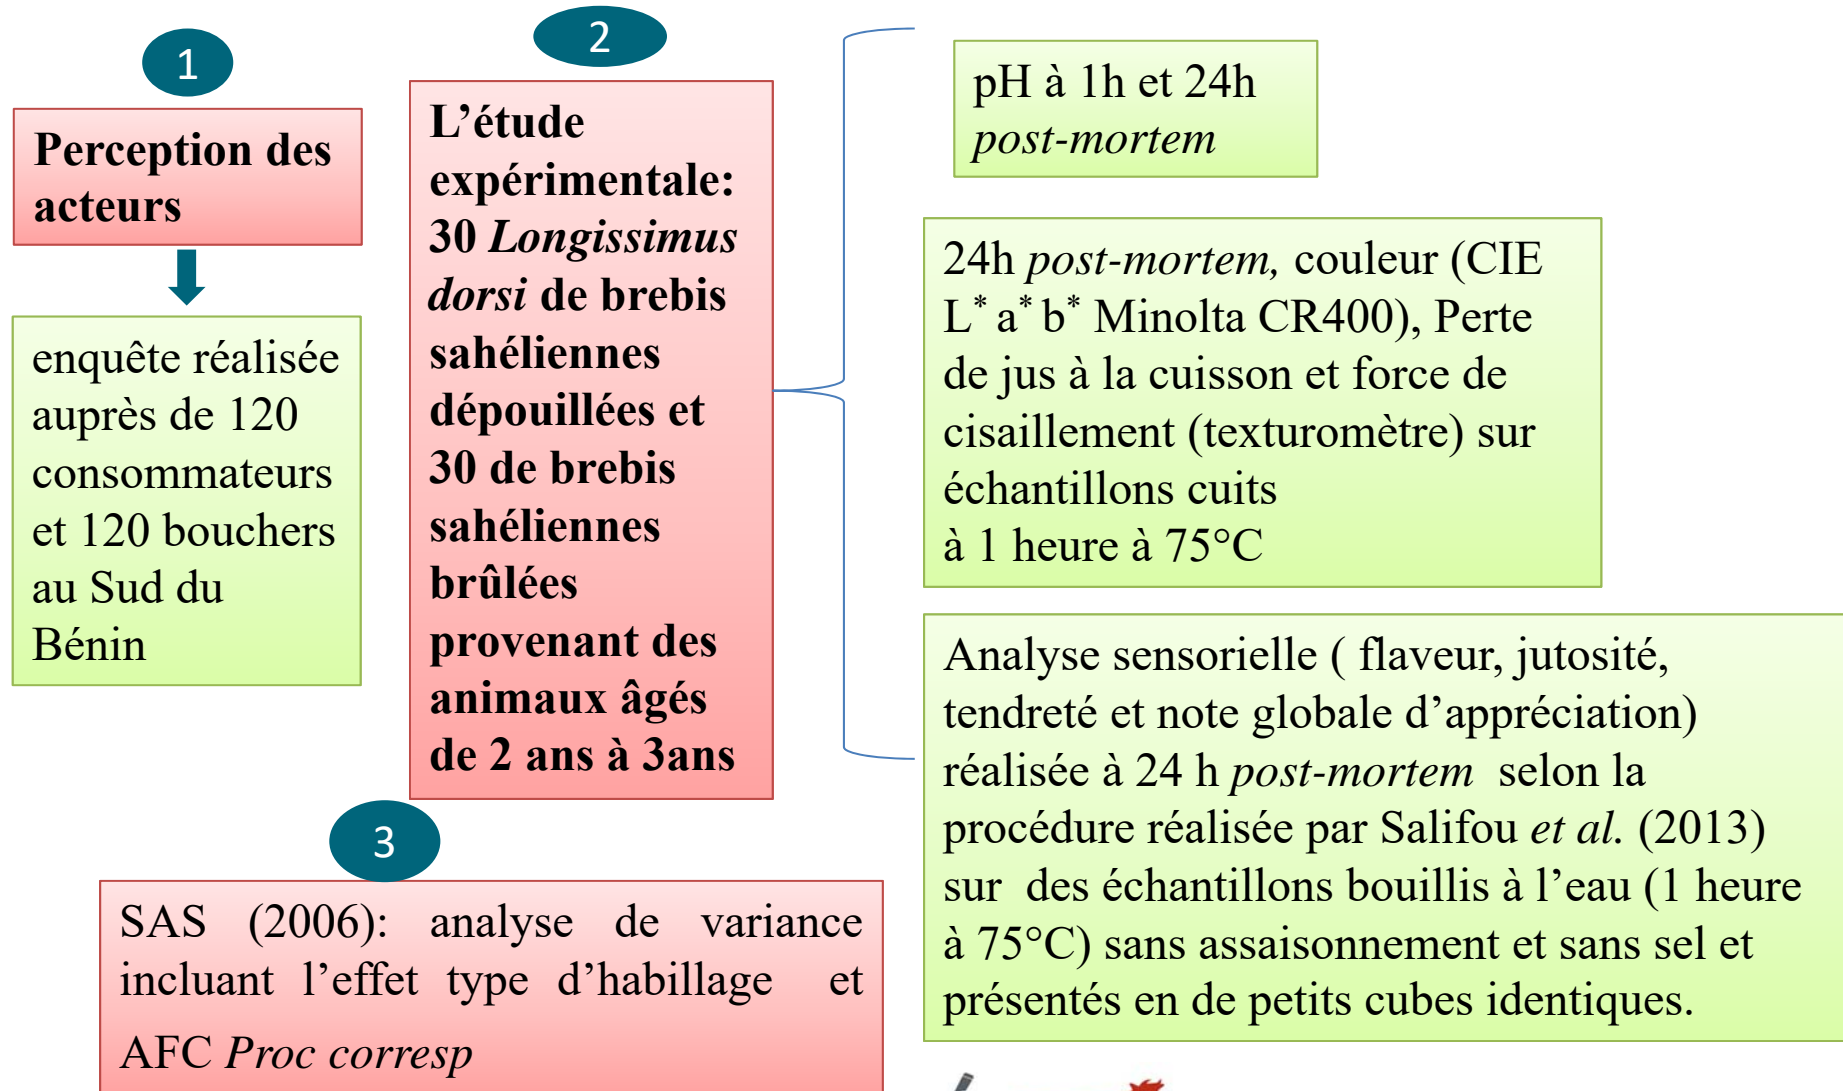 1
Perception des
acteurs
enquête réalisée
auprès de 120
consommateurs
et 120 bouchers
au Sud du
Bénin
2
L’étude
expérimentale:
30 Longissimus
dorsi de brebis
sahéliennes
dépouillées et
30 de brebis
sahéliennes
brûlées
provenant des
animaux âgés
de 2 ans à 3ans
pH à 1h et 24h
post-mortem
24h post-mortem, couleur (CIE
L* a* b* Minolta CR400), Perte
de jus à la cuisson et force de
cisaillement (texturomètre) sur
échantillons cuits
à 1 heure à 75°C
Analyse sensorielle ( flaveur, jutosité,
tendreté et note globale d’appréciation)
réalisée à 24 h post-mortem selon la
procédure réalisée par Salifou et al. (2013)
sur des échantillons bouillis à l’eau (1 heure
à 75°C) sans assaisonnement et sans sel et
présentés en de petits cubes identiques.
3
SAS (2006): analyse de variance
incluant l’effet type d’habillage et
AFC Proc corresp